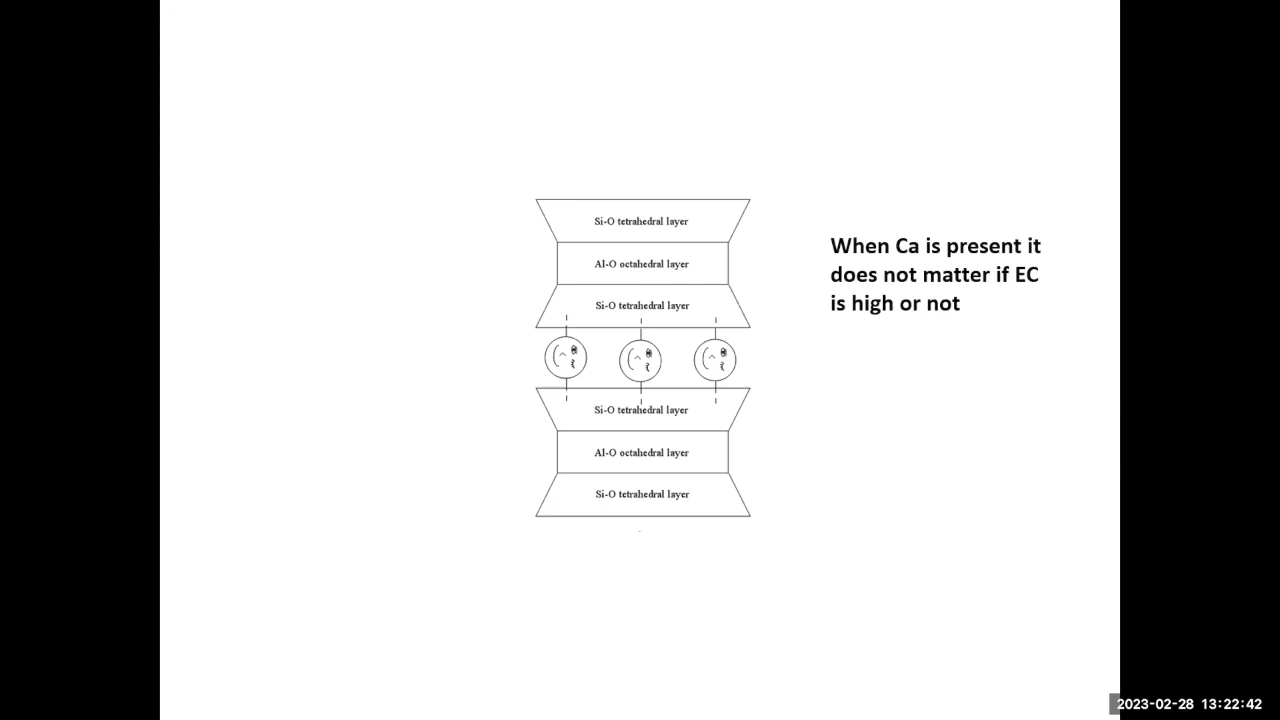 Si-O tetrahedral layer
Al-O octahedral layer
Si-O tetrahedral layer
Si-O tetrahedral layer
Al-O octahedral layer
Si-O tetrahedral layer
When Ca is present it
does not matter if EC
is high or not
2023-02-28 13:22:42